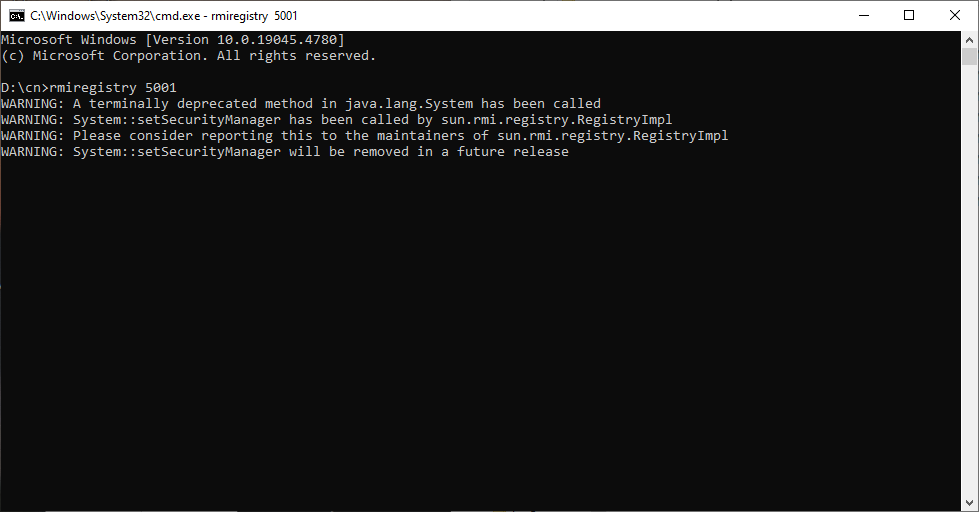 C:\Windows\System32\cmd.exe - rmiregistry 5001
Microsoft Windows [Version 10.0.19045.4780]
(c) Microsoft Corporation. All rights reserved.
D:\cn>rmiregistry 5001
WARNING: A terminally deprecated method in java.lang.System has been called
WARNING: System::setSecurityManager has been called by sun.rmi.registry.RegistryImpl
WARNING: Please consider reporting this to the maintainers of sun.rmi.registry.RegistryImpl
WARNING: System::setSecurityManager will be removed in a future release